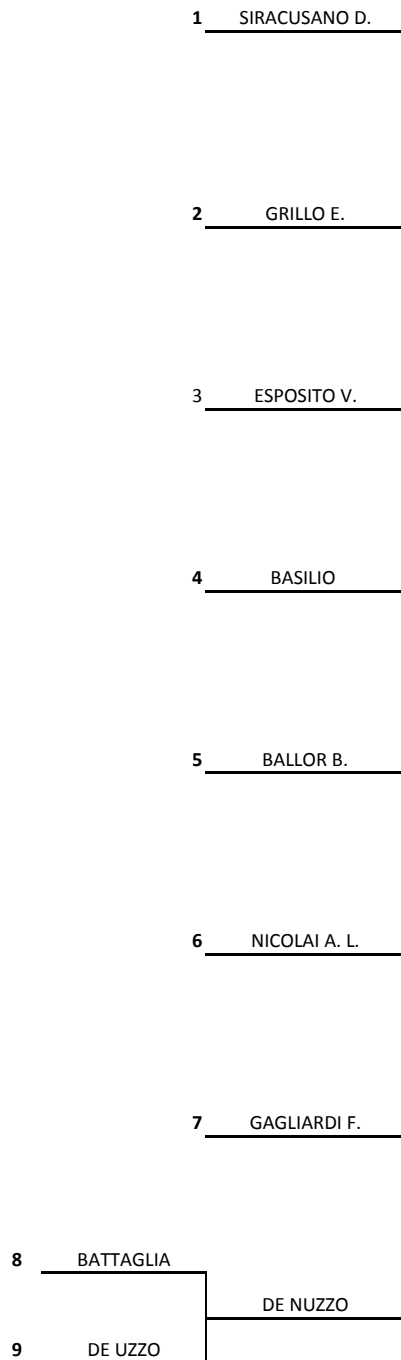 1 SIRACUSANO D.
2 GRILLO E.
3 ESPOSITO V.
4 BASILIO
5 BALLOR B.
6 NICOLAI A. L.
7 GAGLIARDI F.
8 BATTAGLIA
DE NUZZO
9 DE UZZO